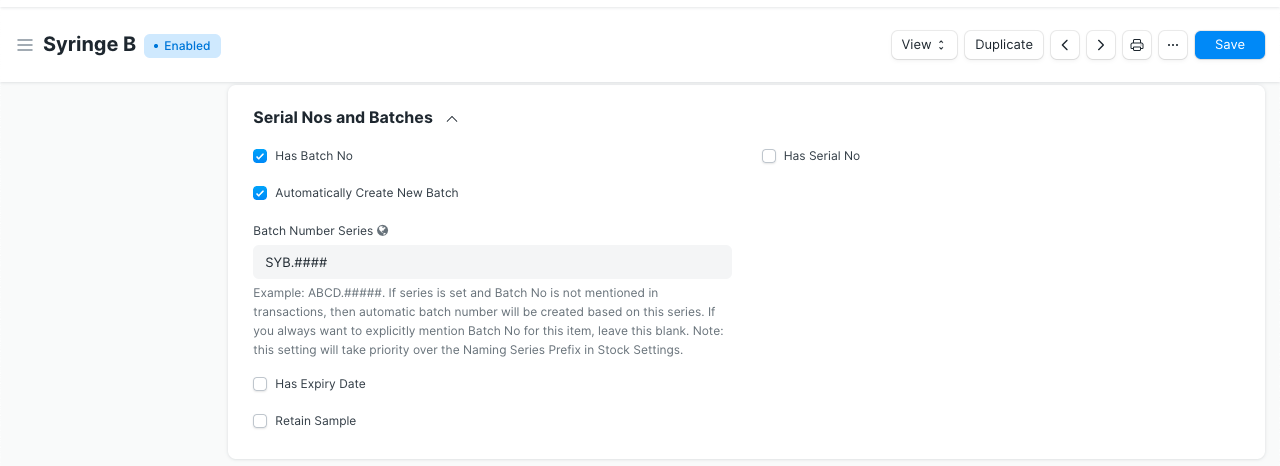 Syringe B
• Enabled
View
Duplicate
...
Save
Serial Nos and Batches
Has Batch No
Has Serial No
Automatically Create New Batch
Batch Number Series
SYB.####
Example: ABCD.#####. If series is set and Batch No is not mentioned in
transactions, then automatic batch number will be created based on this series. If
you always want to explicitly mention Batch No for this item, leave this blank. Note:
this setting will take priority over the Naming Series Prefix in Stock Settings.
Has Expiry Date
Retain Sample